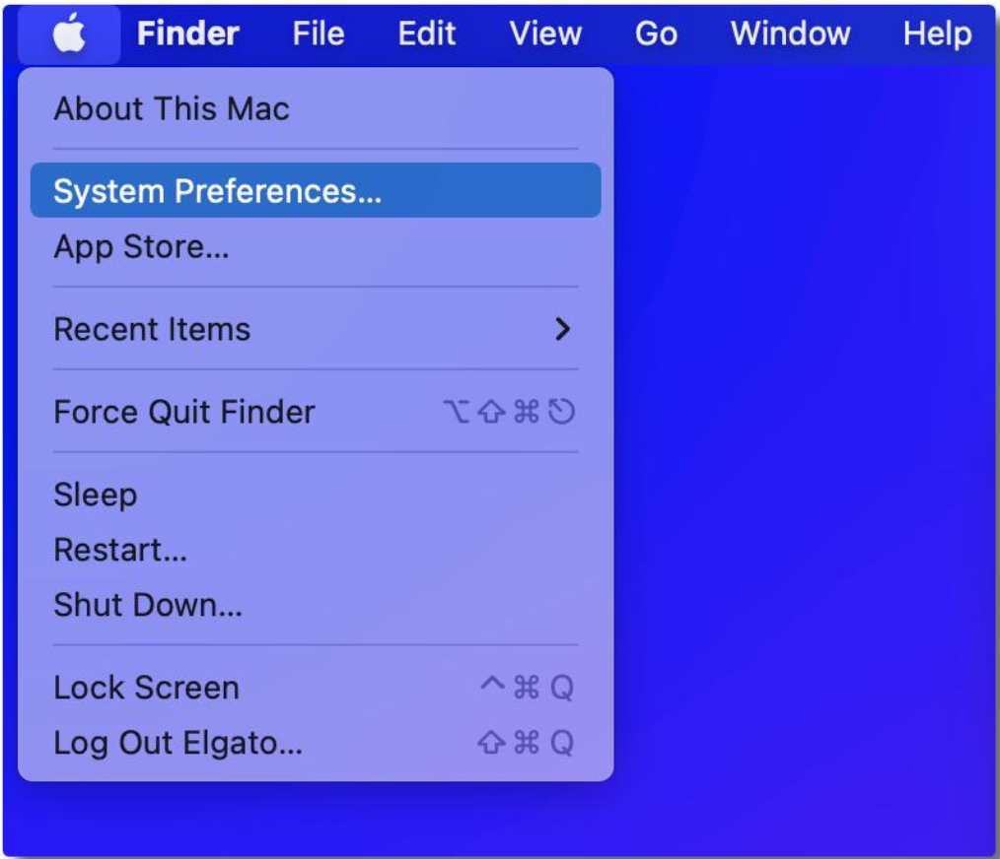 Finder File Edit View Go Window Help
About This Mac
System Preferences...
App Store...
Recent Items
Force Quit Finder ⌥⇧⌘⎋
Sleep
Restart...
Shut Down...
Lock Screen ^⌘Q
Log Out Elgato... ⇧⌘Q